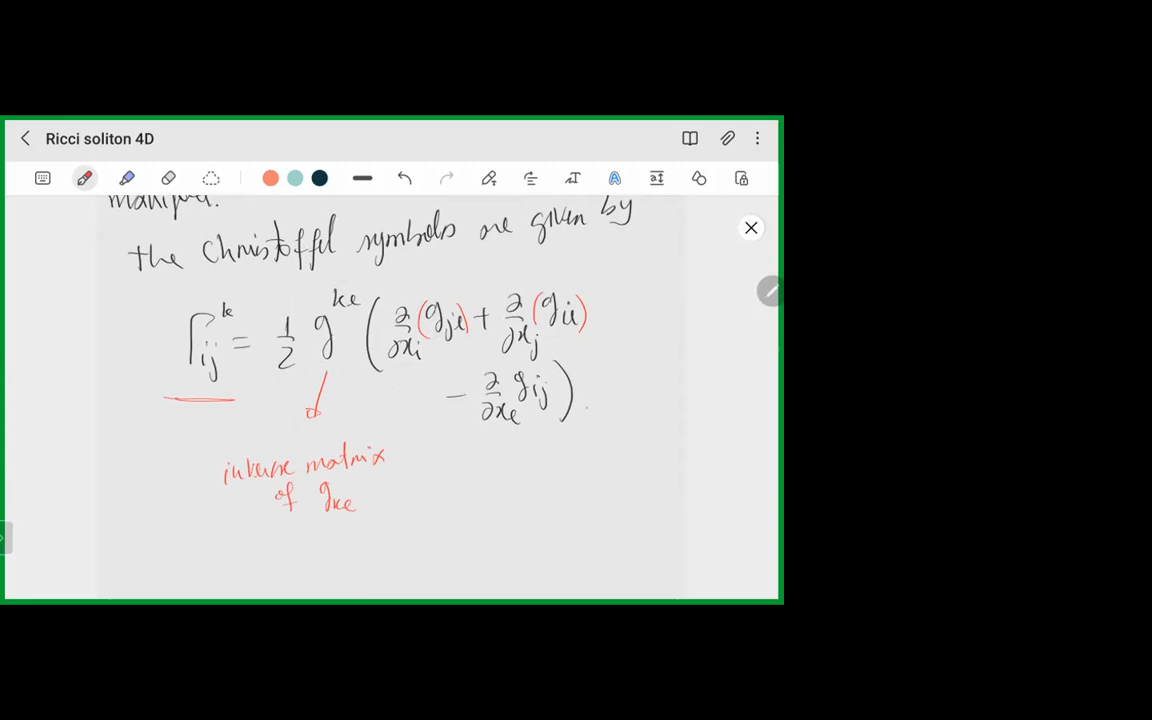 Ricci soliton 4D
the Christoffel symbols are given by
Γ^k_ij = 1/2 g^kℓ ( ∂/∂x_i (g_jℓ) + ∂/∂x_j (g_iℓ)
− ∂/∂x_ℓ g_ij ).
inverse matrix
of g_kℓ